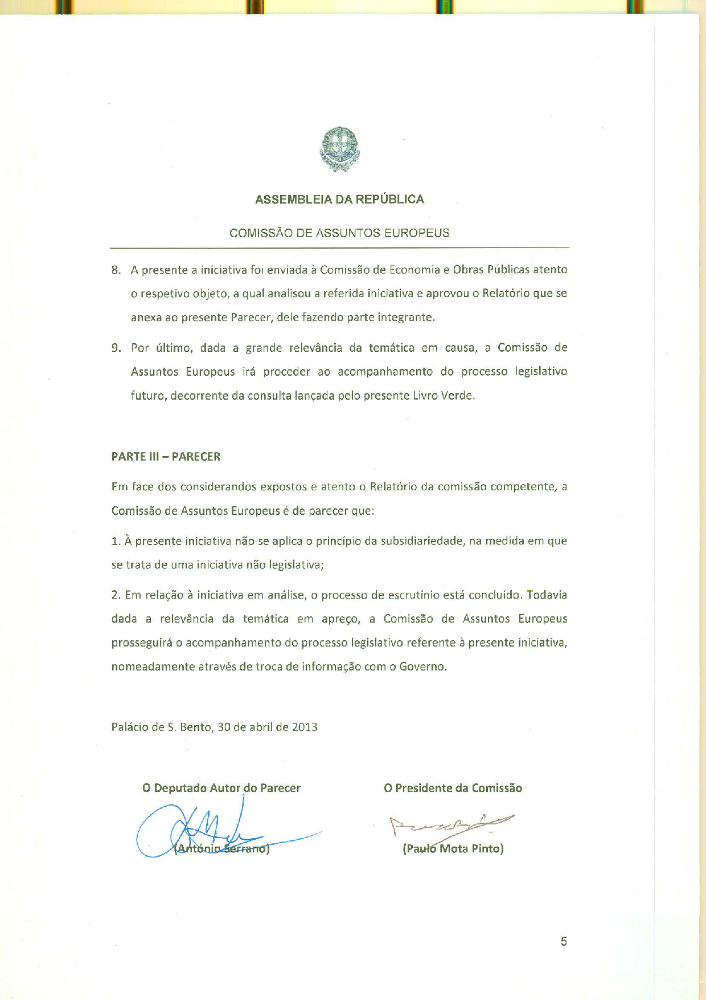 ASSEMBLEIA DA REPÚBLICA
COMISSÃO DE ASSUNTOS EUROPEUS
8. A presente a iniciativa foi enviada à Comissão de Economia e Obras Públicas atento
o respetivo objeto, a qual analisou a referida iniciativa e aprovou o Relatório que se
anexa ao presente Parecer, dele fazendo parte integrante.
9. Por último, dada a grande relevância da temática em causa, a Comissão de
Assuntos Europeus irá proceder ao acompanhamento do processo legislativo
futuro, decorrente da consulta lançada pelo presente Livro Verde.
PARTE III – PARECER
Em face dos considerandos expostos e atento o Relatório da comissão competente, a
Comissão de Assuntos Europeus é de parecer que:
1. À presente iniciativa não se aplica o princípio da subsidiariedade, na medida em que
se trata de uma iniciativa não legislativa;
2. Em relação à iniciativa em análise, o processo de escrutínio está concluído. Todavia
dada a relevância da temática em apreço, a Comissão de Assuntos Europeus
prosseguirá o acompanhamento do processo legislativo referente à presente iniciativa,
nomeadamente através de troca de informação com o Governo.
Palácio de S. Bento, 30 de abril de 2013
O Deputado Autor do Parecer O Presidente da Comissão
(António Serrano) (Paulo Mota Pinto)
5